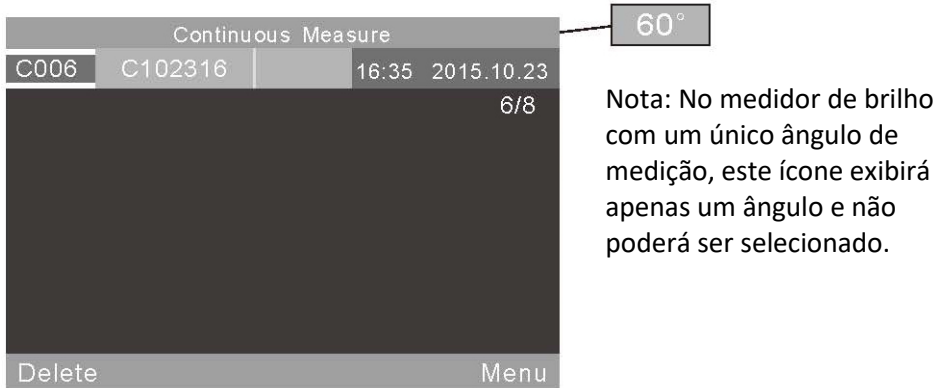 Continuous Measure
60°
C006 C102316 16:35 2015.10.23
6/8
Nota: No medidor de brilho
com um único ângulo de
medição, este ícone exibirá
apenas um ângulo e não
poderá ser selecionado.
Delete Menu